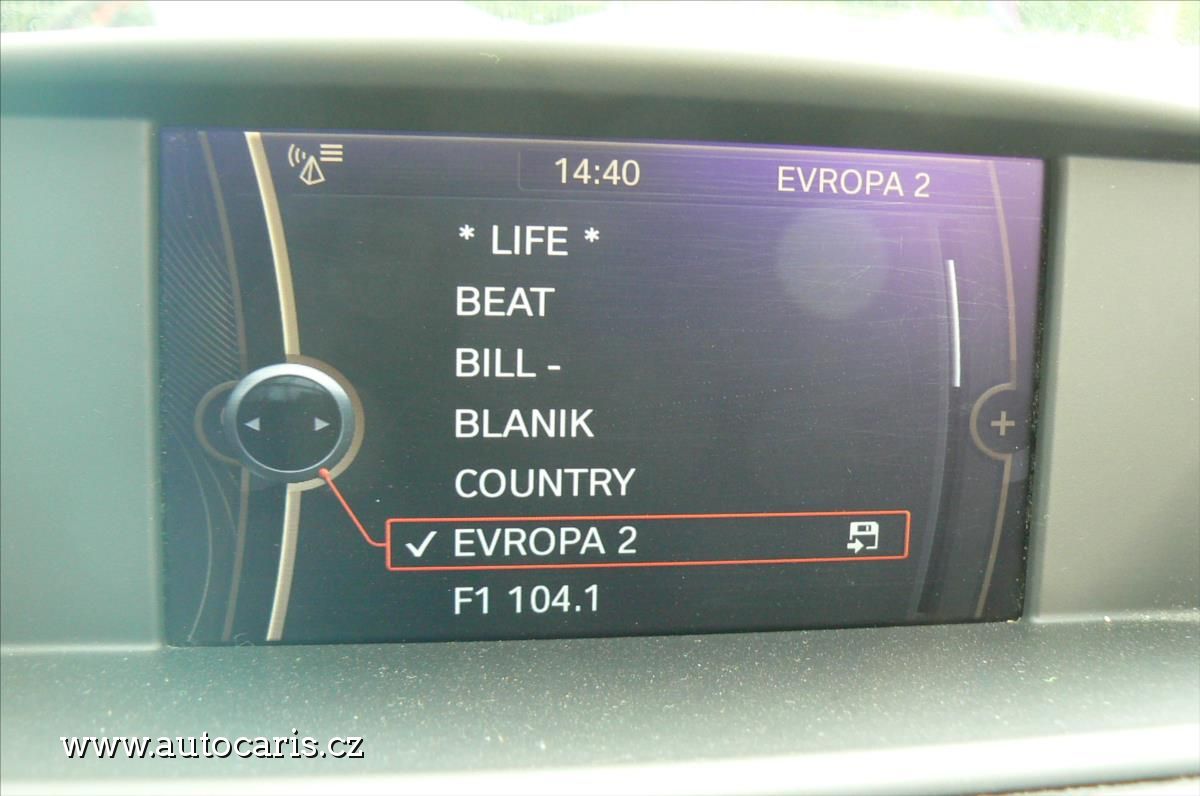 14:40 EVROPA 2
* LIFE *
BEAT
BILL -
BLANIK
COUNTRY
✓ EVROPA 2
F1 104.1
www.autocaris.cz